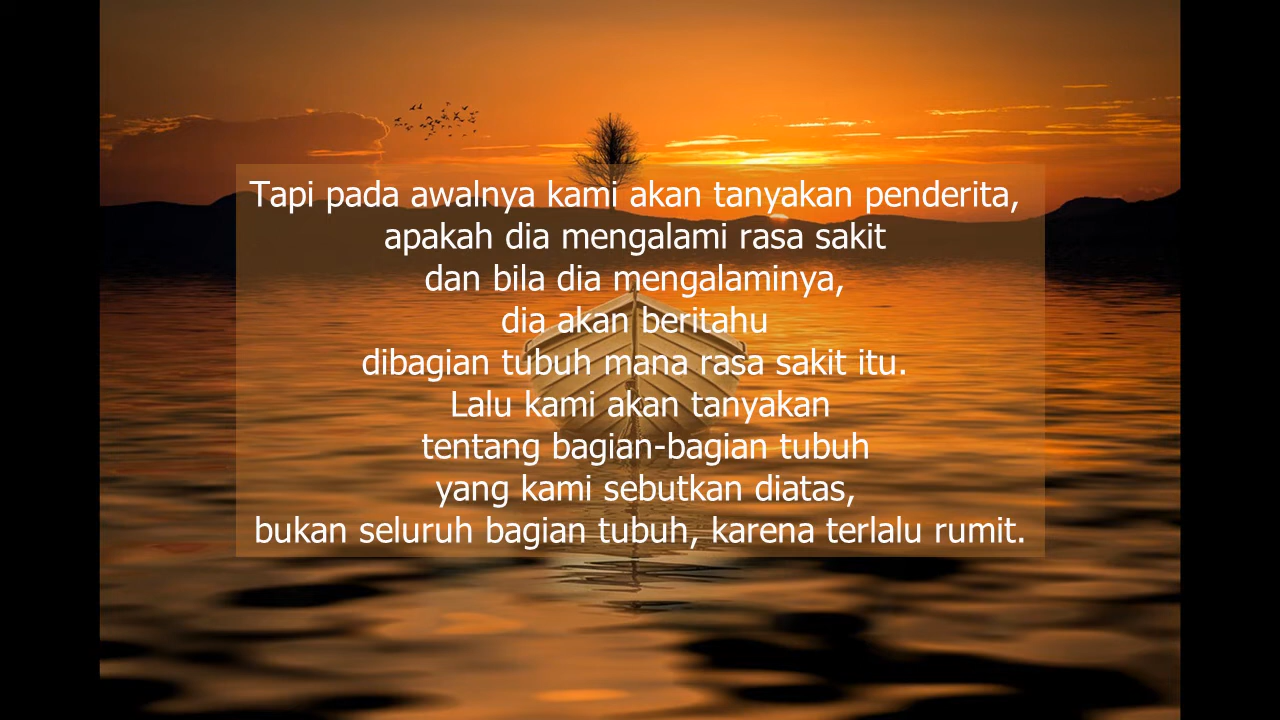 Tapi pada awalnya kami akan tanyakan penderita,
apakah dia mengalami rasa sakit
dan bila dia mengalaminya,
dia akan beritahu
dibagian tubuh mana rasa sakit itu.
Lalu kami akan tanyakan
tentang bagian-bagian tubuh
yang kami sebutkan diatas,
bukan seluruh bagian tubuh, karena terlalu rumit.